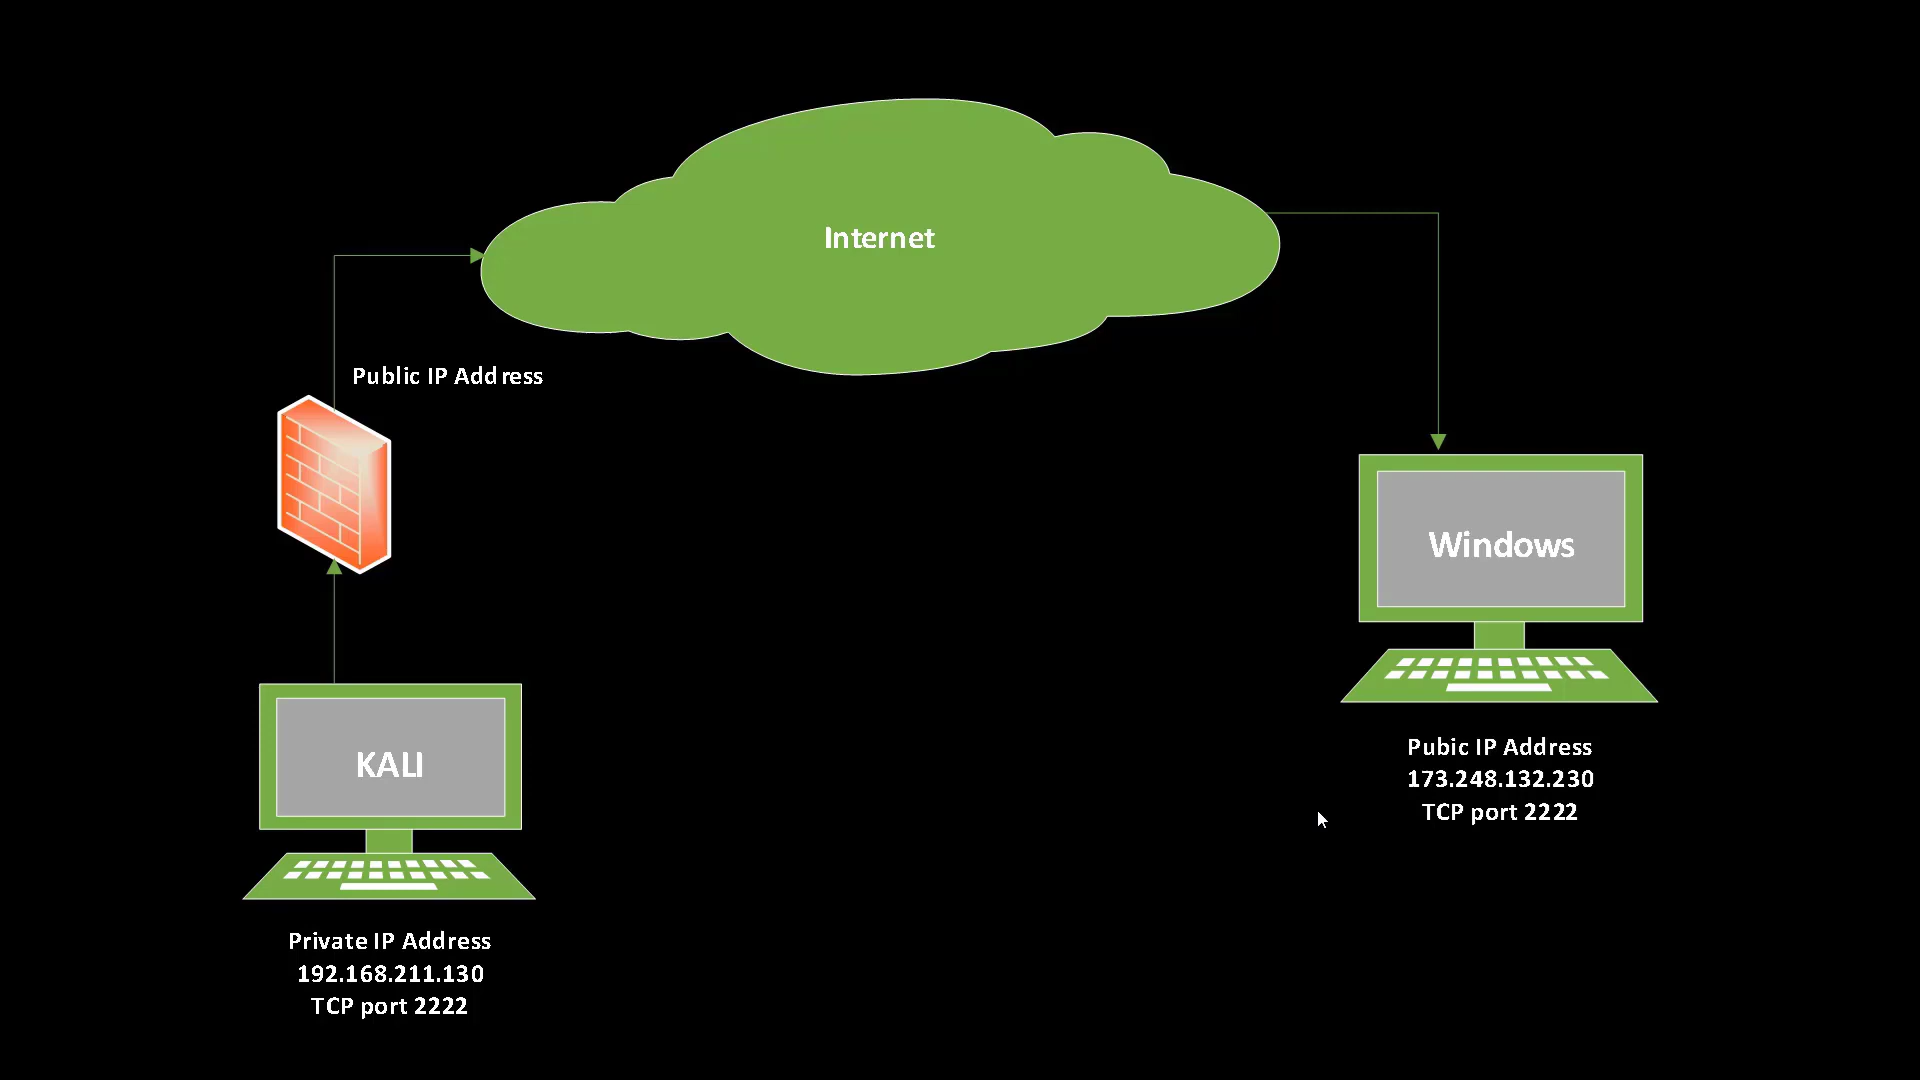 Internet
Public IP Address
Windows
Pubic IP Address
173.248.132.230
TCP port 2222
KALI
Private IP Address
192.168.211.130
TCP port 2222